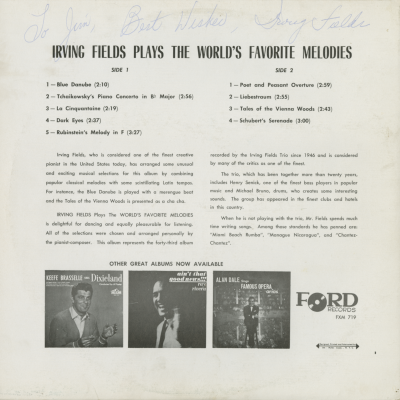 To Jim, Best Wishes, Irving Fields
IRVING FIELDS PLAYS THE WORLD'S FAVORITE MELODIES
SIDE 1
1—Blue Danube (2:10)
2—Tchaikowsky's Piano Concerto in B♭ Major (2:56)
3—La Cinquantaine (2:19)
4—Dark Eyes (2:37)
5—Rubinstein's Melody in F (3:37)
SIDE 2
1—Poet and Peasant Overture (2:59)
2—Liebestraum (2:55)
3—Tales of the Vienna Woods (2:43)
4—Schubert's Serenade (3:00)
Irving Fields, who is considered one of the finest creative
pianist in the United States today, has arranged some unusual
and exciting musical selections for this album by combining
popular classical melodies with some scintillating Latin tempos.
For instance, the Blue Danube is played with a merengue beat
and the Tales of the Vienna Woods is presented as a cha cha.
IRVING FIELDS Plays The WORLD'S FAVORITE MELODIES
is delightful for dancing and equally pleasurable for listening.
All of the selections were chosen and arranged personally by
the pianist-composer. This album represents the forty-third album
recorded by the Irving Fields Trio since 1946 and is considered
by many of the critics as one of the finest.
The trio, which has been together more than twenty years,
includes Henry Senick, one of the finest bass players in popular
music and Michael Bruno, drums, who creates some interesting
sounds. The group has appeared in the finest clubs and hotels
in this country.
When he is not playing with the trio, Mr. Fields spends much
time writing songs. Among these standards he has penned are:
"Miami Beach Rumba", "Managua Nicaragua", and "Chantez-
Chantez".
OTHER GREAT ALBUMS NOW AVAILABLE
KEEFE BRASSELLE Dixieland
ain't that
good news!!!
ALAN DALE
FAMOUS OPERA
FORD
RECORDS
FXM 719